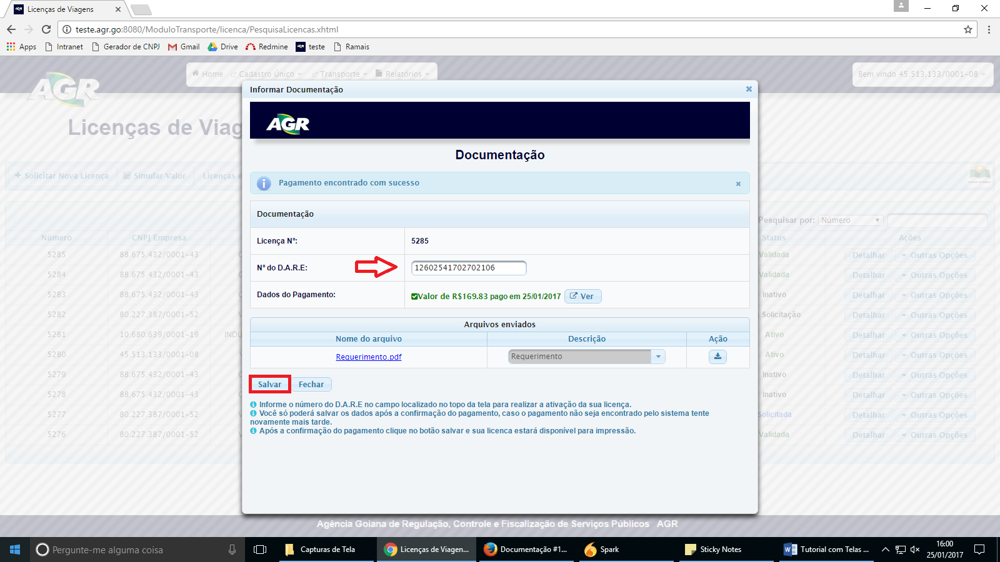 Licenças de Viagens
teste.agr.go:8080/ModuloTransporte/licenca/PesquisaLicencas.xhtml
Apps Intranet Gerador de CNPJ Gmail Drive Redmine AGR teste Ramais
Home Cadastro Único Transporte Relatórios Bem vindo 45.513.133/0001-08
AGR
Licenças de Viag
Solicitar Nova Licença Simular Valor Licenças e
Informar Documentação
AGR
Documentação
Pagamento encontrado com sucesso
Documentação
Licença Nº: 5285
Nº do D.A.R.E: 12602541702702106
Dados do Pagamento: Valor de R$169.83 pago em 25/01/2017 Ver
Arquivos enviados
Nome do arquivo Descrição Ação
Requerimento.pdf Requerimento
Salvar Fechar
Informe o número do D.A.R.E no campo localizado no topo da tela para realizar a ativação da sua licença.
Você só poderá salvar os dados após a confirmação do pagamento, caso o pagamento não seja encontrado pelo sistema tente
novamente mais tarde.
Após a confirmação do pagamento clique no botão salvar e sua licenca estará disponível para impressão.
Pesquisar por: Número
Número CNPJ Empresa Status Ações
5285 88.675.432/0001-43 Validada Detalhar Outras Opções
5284 88.675.432/0001-43 Validada Detalhar Outras Opções
5283 88.675.432/0001-43 Inativo Detalhar Outras Opções
5282 80.227.387/0001-52 Solicitação Detalhar Outras Opções
5281 10.680.639/0001-19 INDU Ativo Detalhar Outras Opções
5280 45.513.133/0001-08 Ativo Detalhar Outras Opções
5279 88.675.432/0001-43 Inativo Detalhar Outras Opções
5278 88.675.432/0001-43 Inativo Detalhar Outras Opções
5277 80.227.387/0001-52 Solicitada Detalhar Outras Opções
5276 80.227.387/0001-52 Validada Detalhar Outras Opções
Agência Goiana de Regulação, Controle e Fiscalização de Serviços Públicos AGR
Pergunte-me alguma coisa Capturas de Tela Licenças de Viagen... Documentação #1... Spark Sticky Notes Tutorial com Telas ... 16:00
25/01/2017